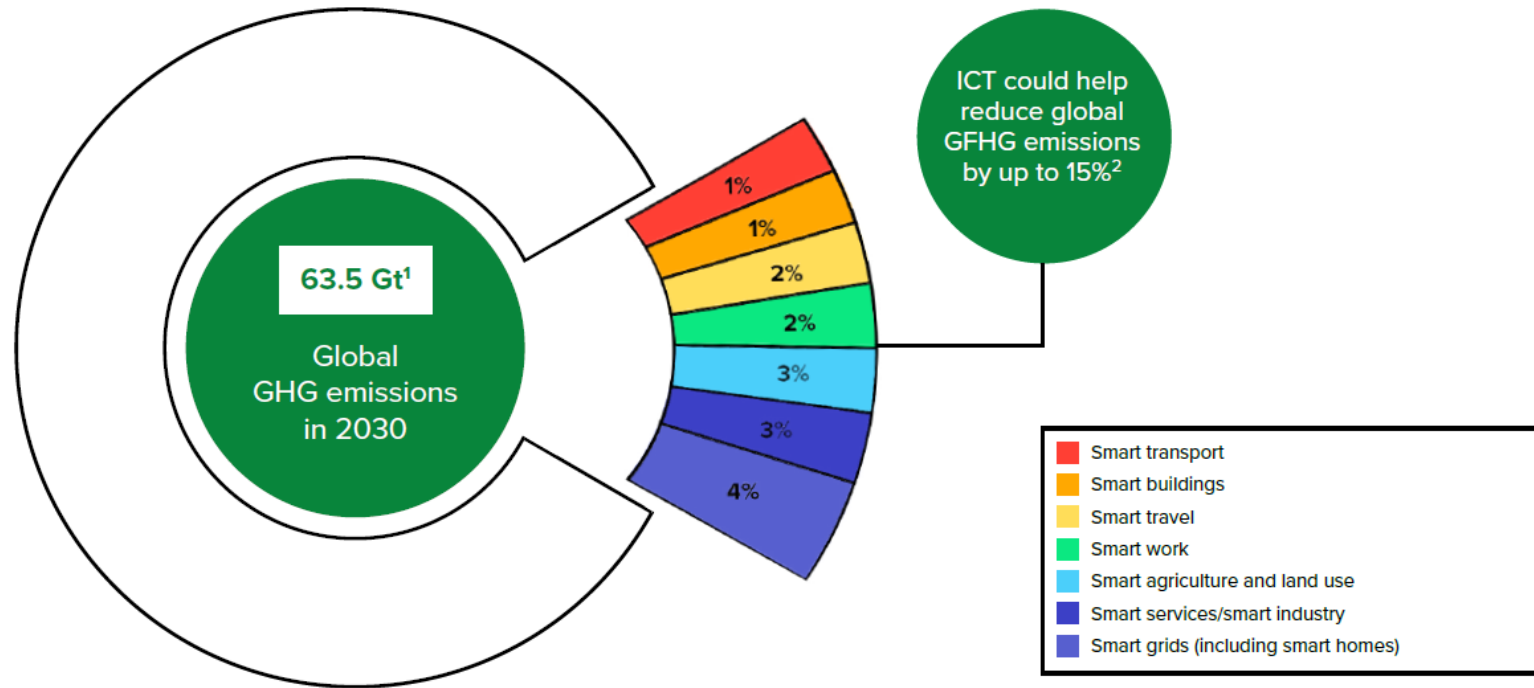 63.5 Gt¹
Global
GHG emissions
in 2030
1%
1%
2%
2%
3%
3%
4%
ICT could help
reduce global
GFHG emissions
by up to 15%²
Smart transport
Smart buildings
Smart travel
Smart work
Smart agriculture and land use
Smart services/smart industry
Smart grids (including smart homes)